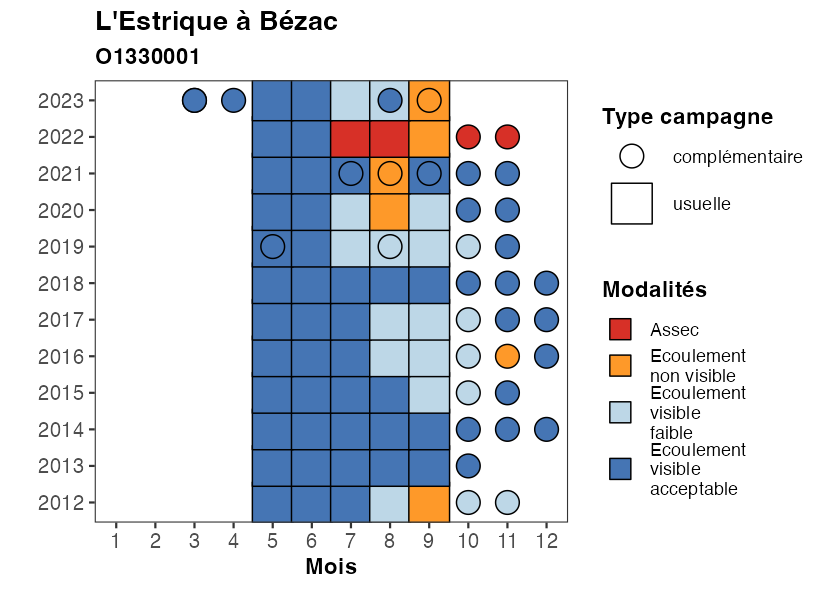 L'Estrique à Bézac
O1330001
2023
2022
2021
2020
2019
2018
2017
2016
2015
2014
2013
2012
1 2 3 4 5 6 7 8 9 10 11 12
Mois
Type campagne
complémentaire
usuelle
Modalités
Assec
Ecoulement
non visible
Ecoulement
visible
faible
Ecoulement
visible
acceptable